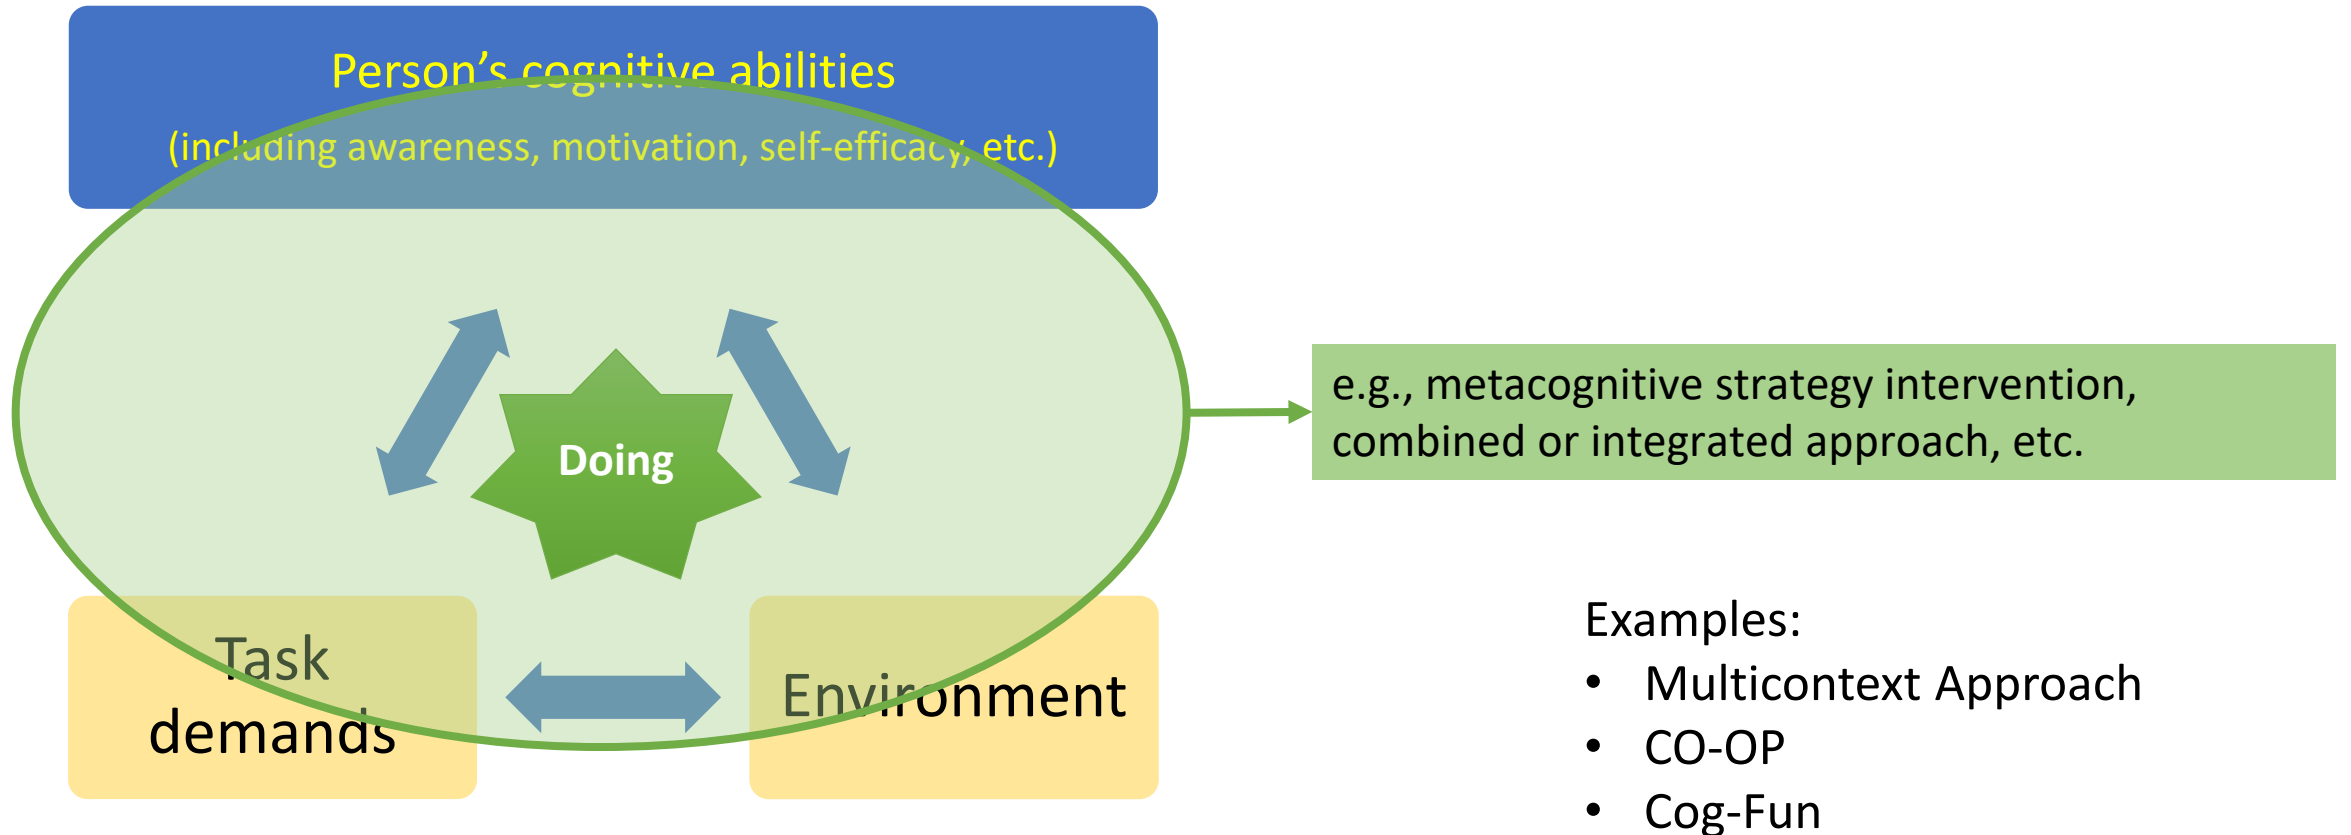 Person's cognitive abilities
(including awareness, motivation, self-efficacy, etc.)
Doing
Task
demands
Environment
e.g., metacognitive strategy intervention,
combined or integrated approach, etc.
Examples:
• Multicontext Approach
• CO-OP
• Cog-Fun